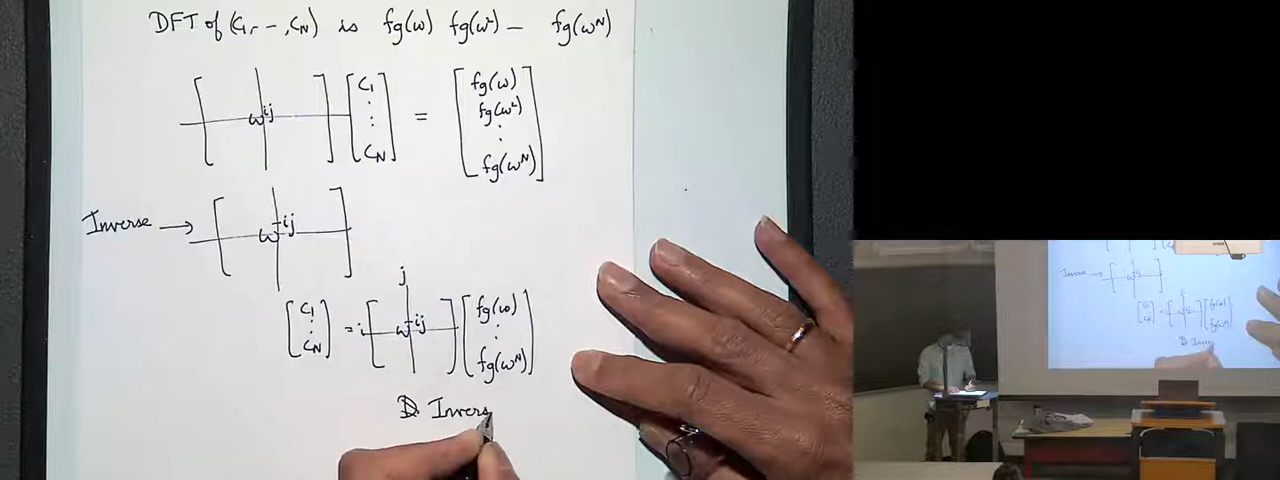 DFT of (C1, - -, CN) is fg(ω) fg(ω²) - fg(ω^N)
[ ω^ij ] [ C1 ⋮ CN ] = [ fg(ω) fg(ω²) ⋮ fg(ω^N) ]
Inverse → [ ω^-ij ]
j
[ C1 ⋮ CN ] = i [ ω^-ij ] [ fg(ω) ⋮ fg(ω^N) ]
D Invers